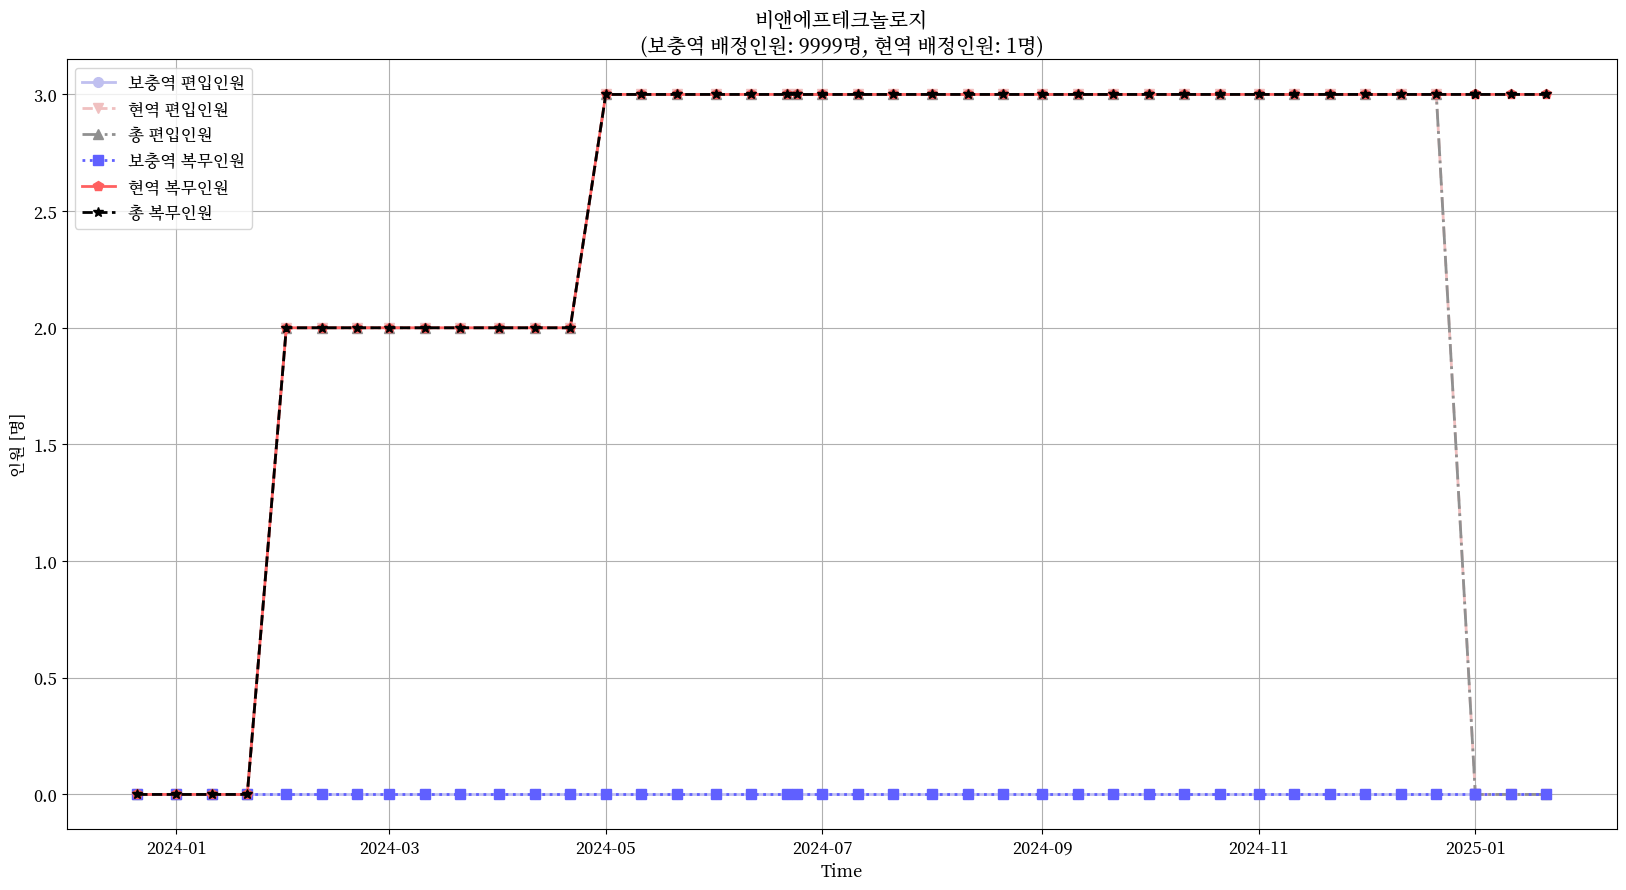 비앤에프테크놀로지
(보충역 배정인원: 9999명, 현역 배정인원: 1명)
보충역 편입인원
현역 편입인원
총 편입인원
보충역 복무인원
현역 복무인원
총 복무인원
3.0
2.5
2.0
1.5
1.0
0.5
0.0
인원 [명]
2024-01 2024-03 2024-05 2024-07 2024-09 2024-11 2025-01
Time